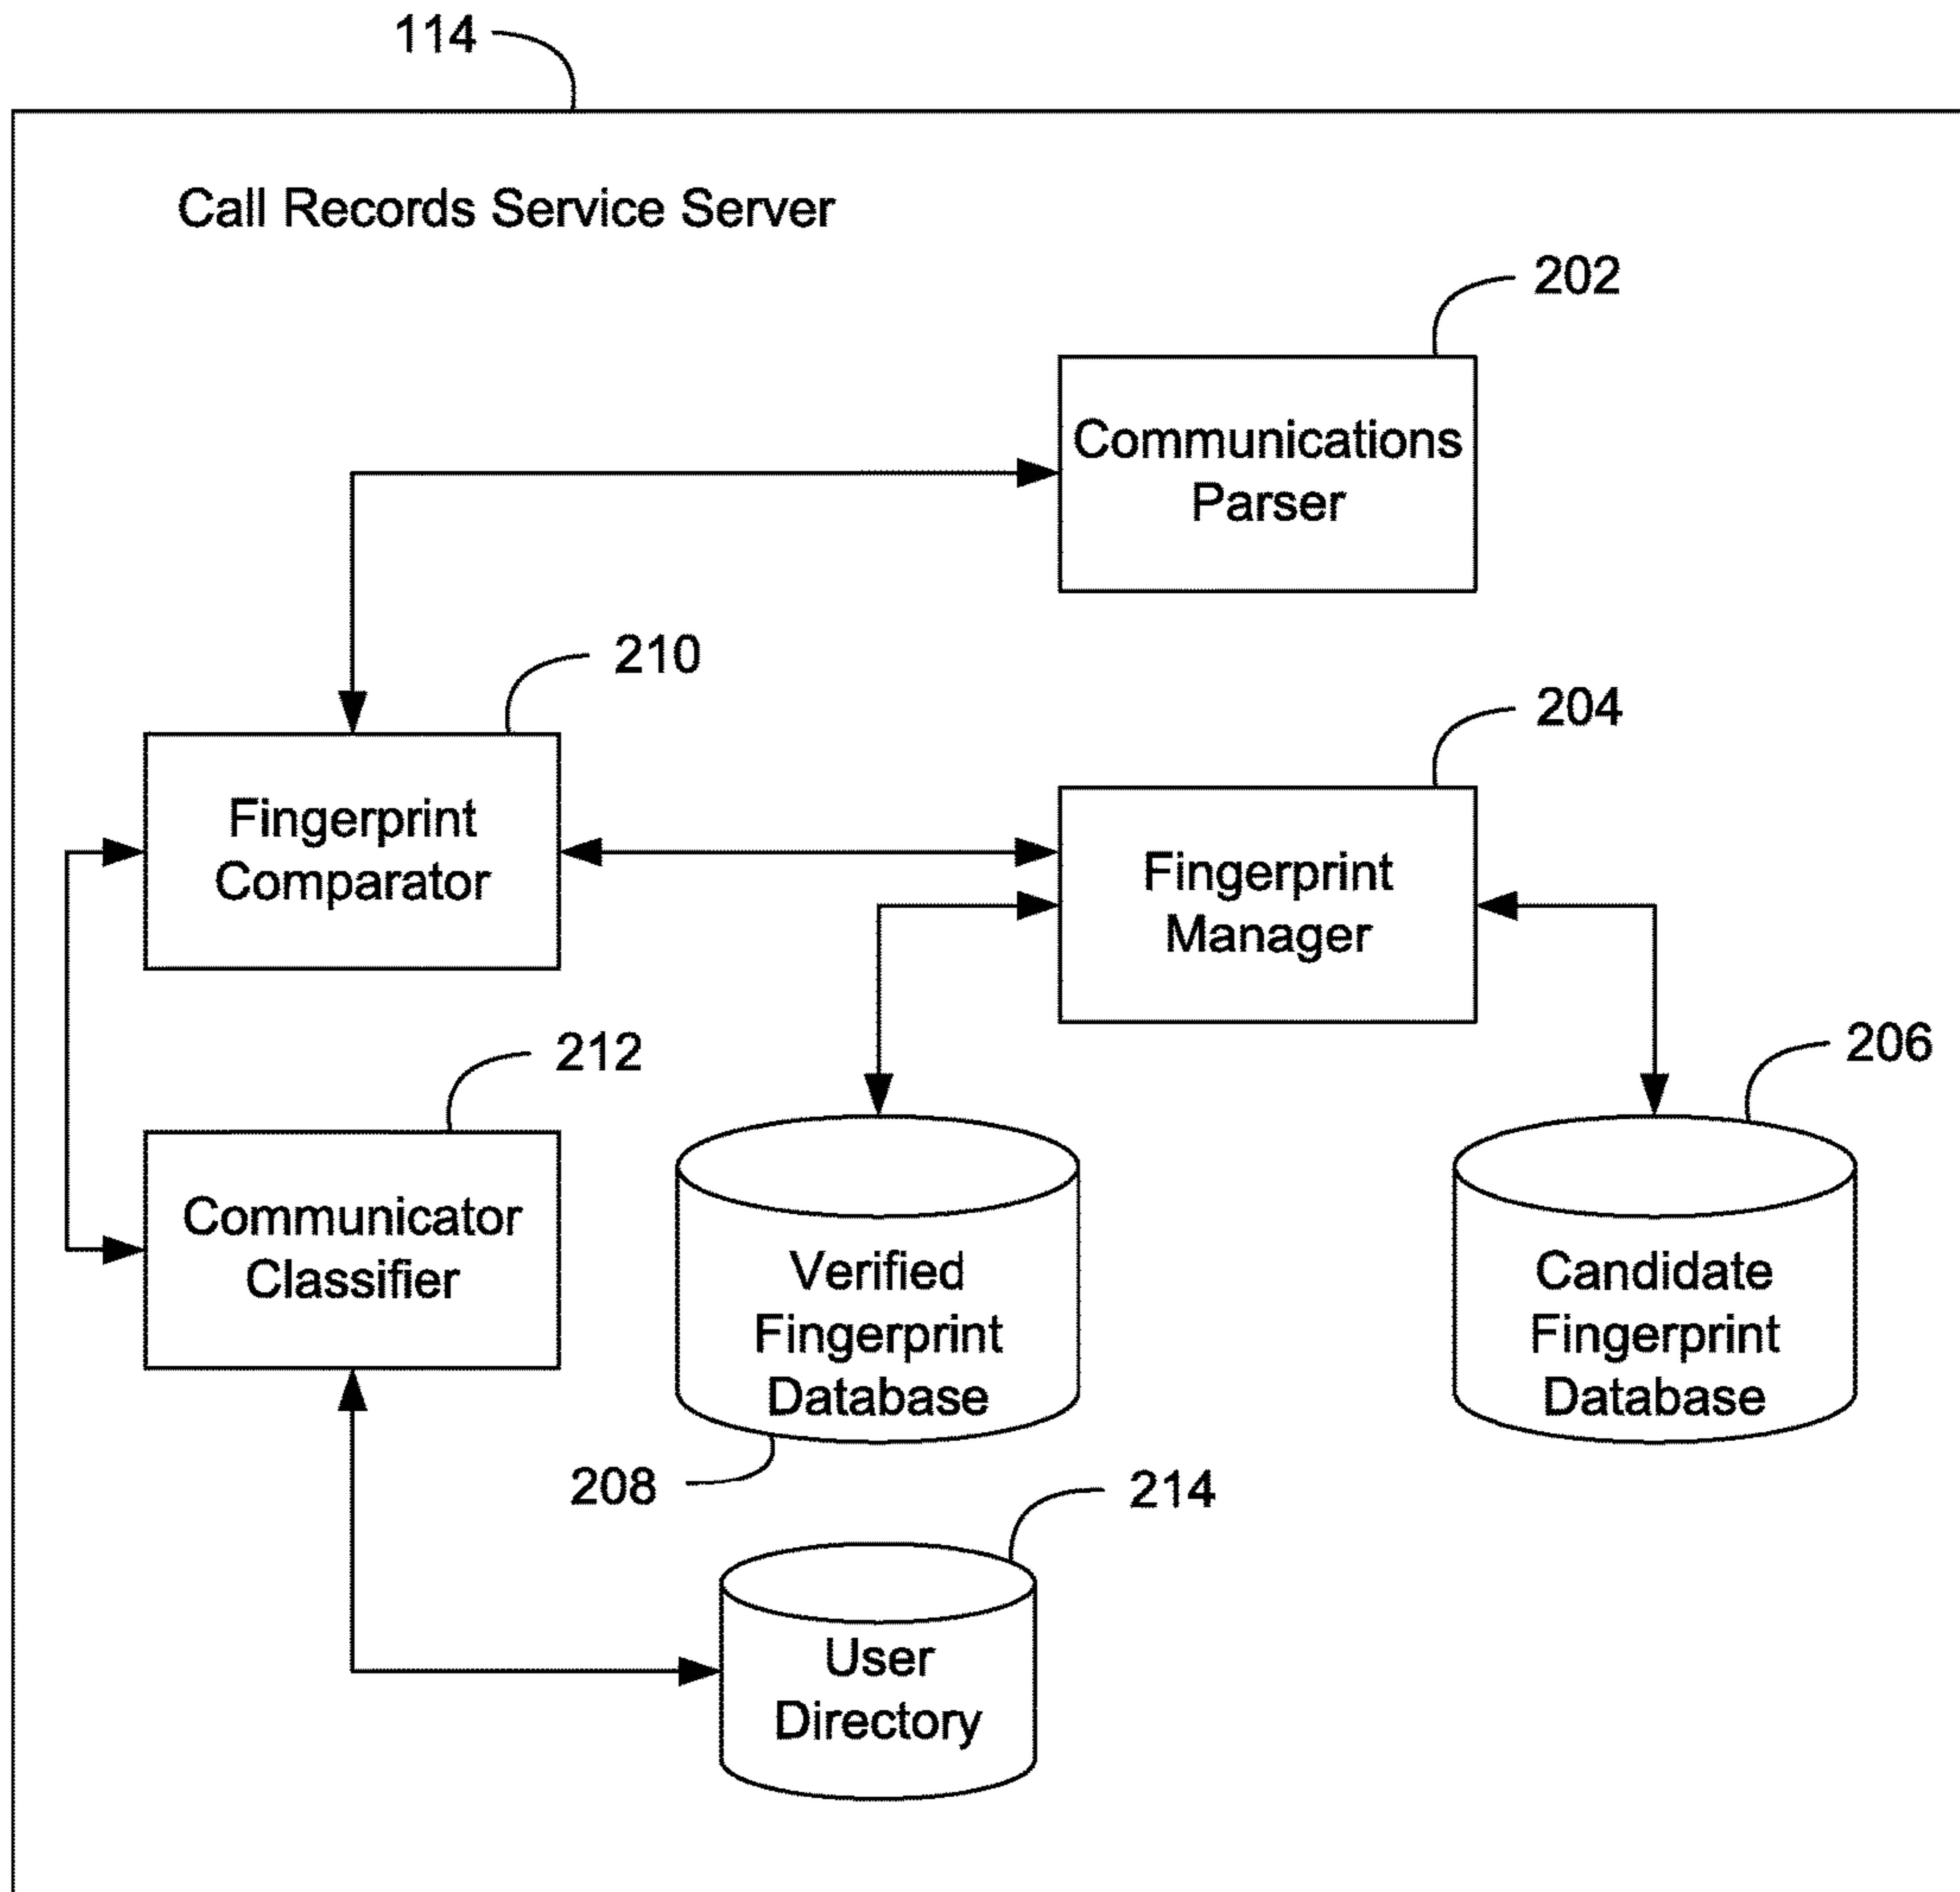 114
Call Records Service Server
202
Communications
Parser
210
204
Fingerprint
Comparator
Fingerprint
Manager
212
206
Communicator
Classifier
Verified
Fingerprint
Database
Candidate
Fingerprint
Database
208
214
User
Directory